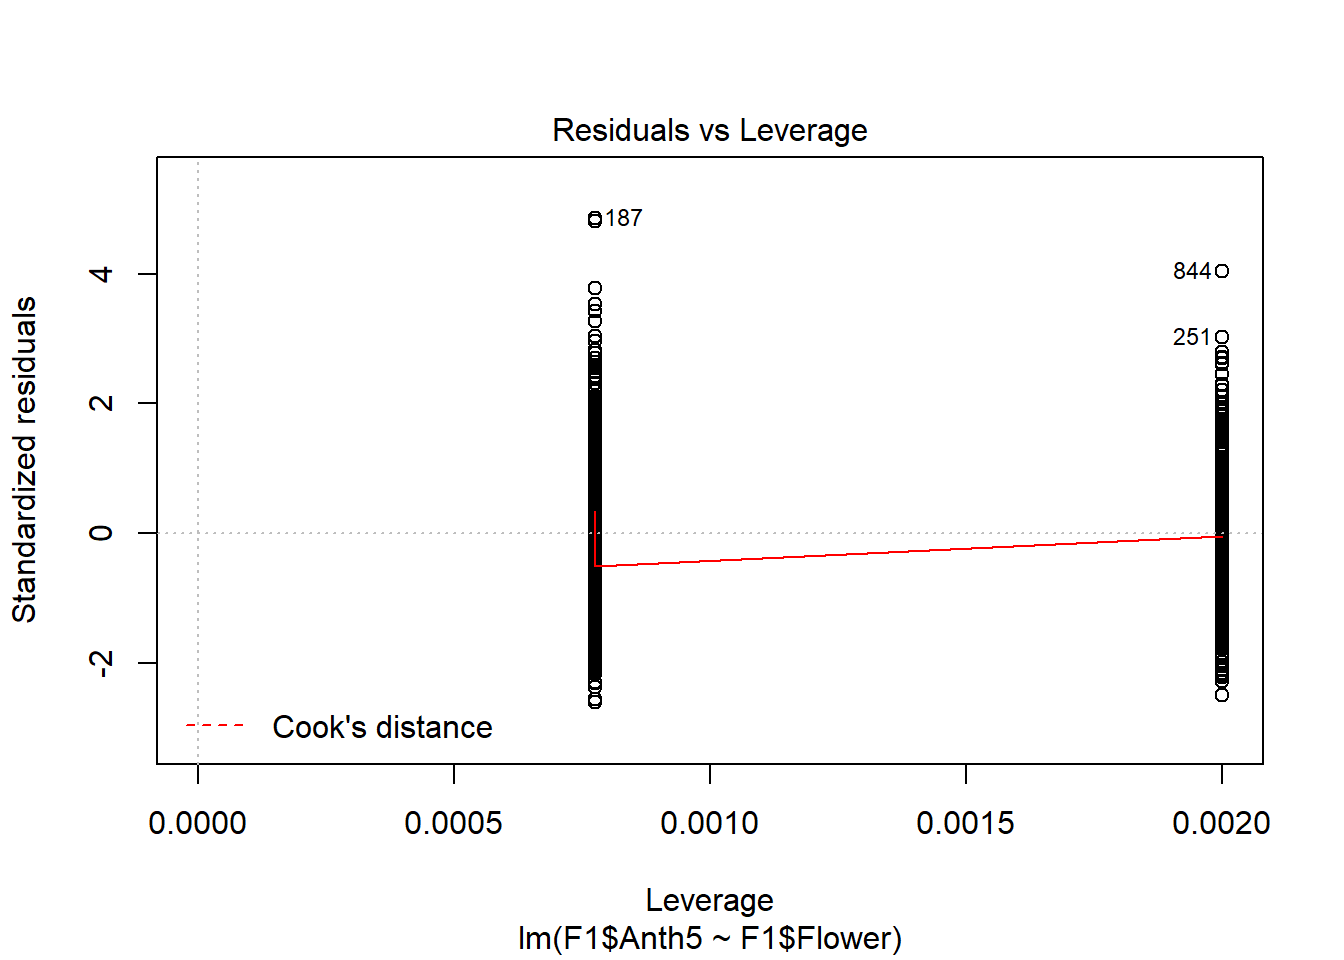 Residuals vs Leverage
187
844
251
4
2
0
-2
Standardized residuals
Cook's distance
0.0000 0.0005 0.0010 0.0015 0.0020
Leverage
lm(F1$Anth5 ~ F1$Flower)